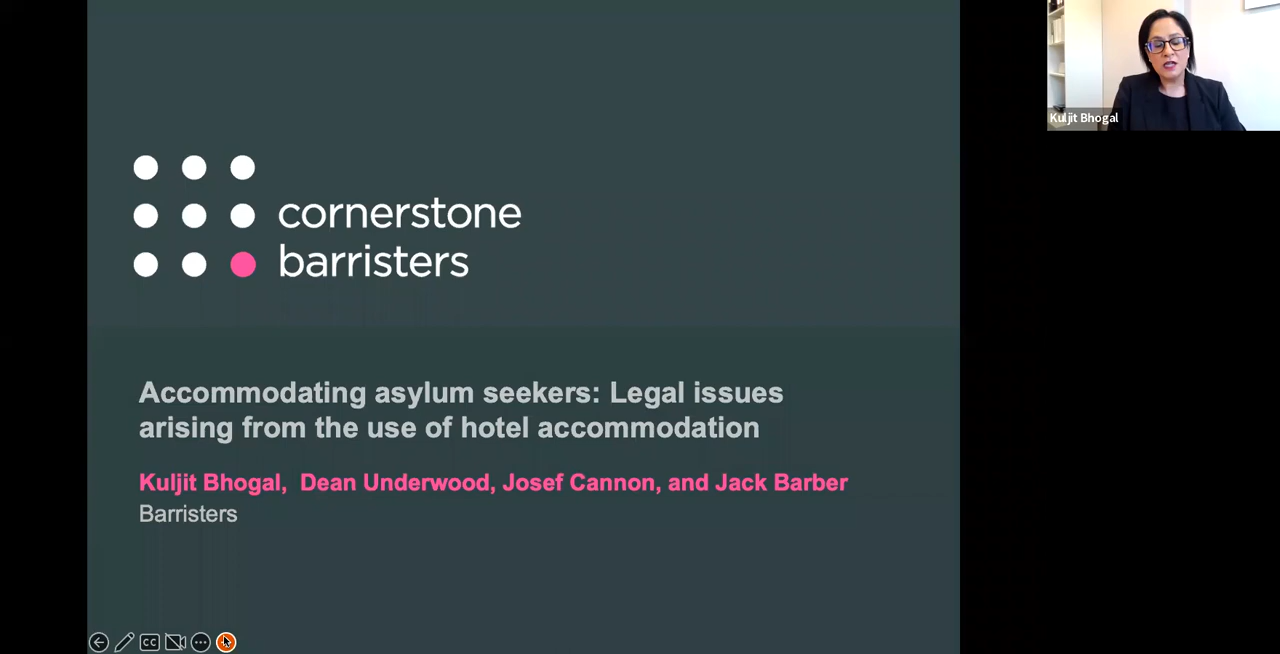 Kuljit Bhogal
cornerstone
barristers
Accommodating asylum seekers: Legal issues
arising from the use of hotel accommodation
Kuljit Bhogal,  Dean Underwood, Josef Cannon, and Jack Barber
Barristers
CC